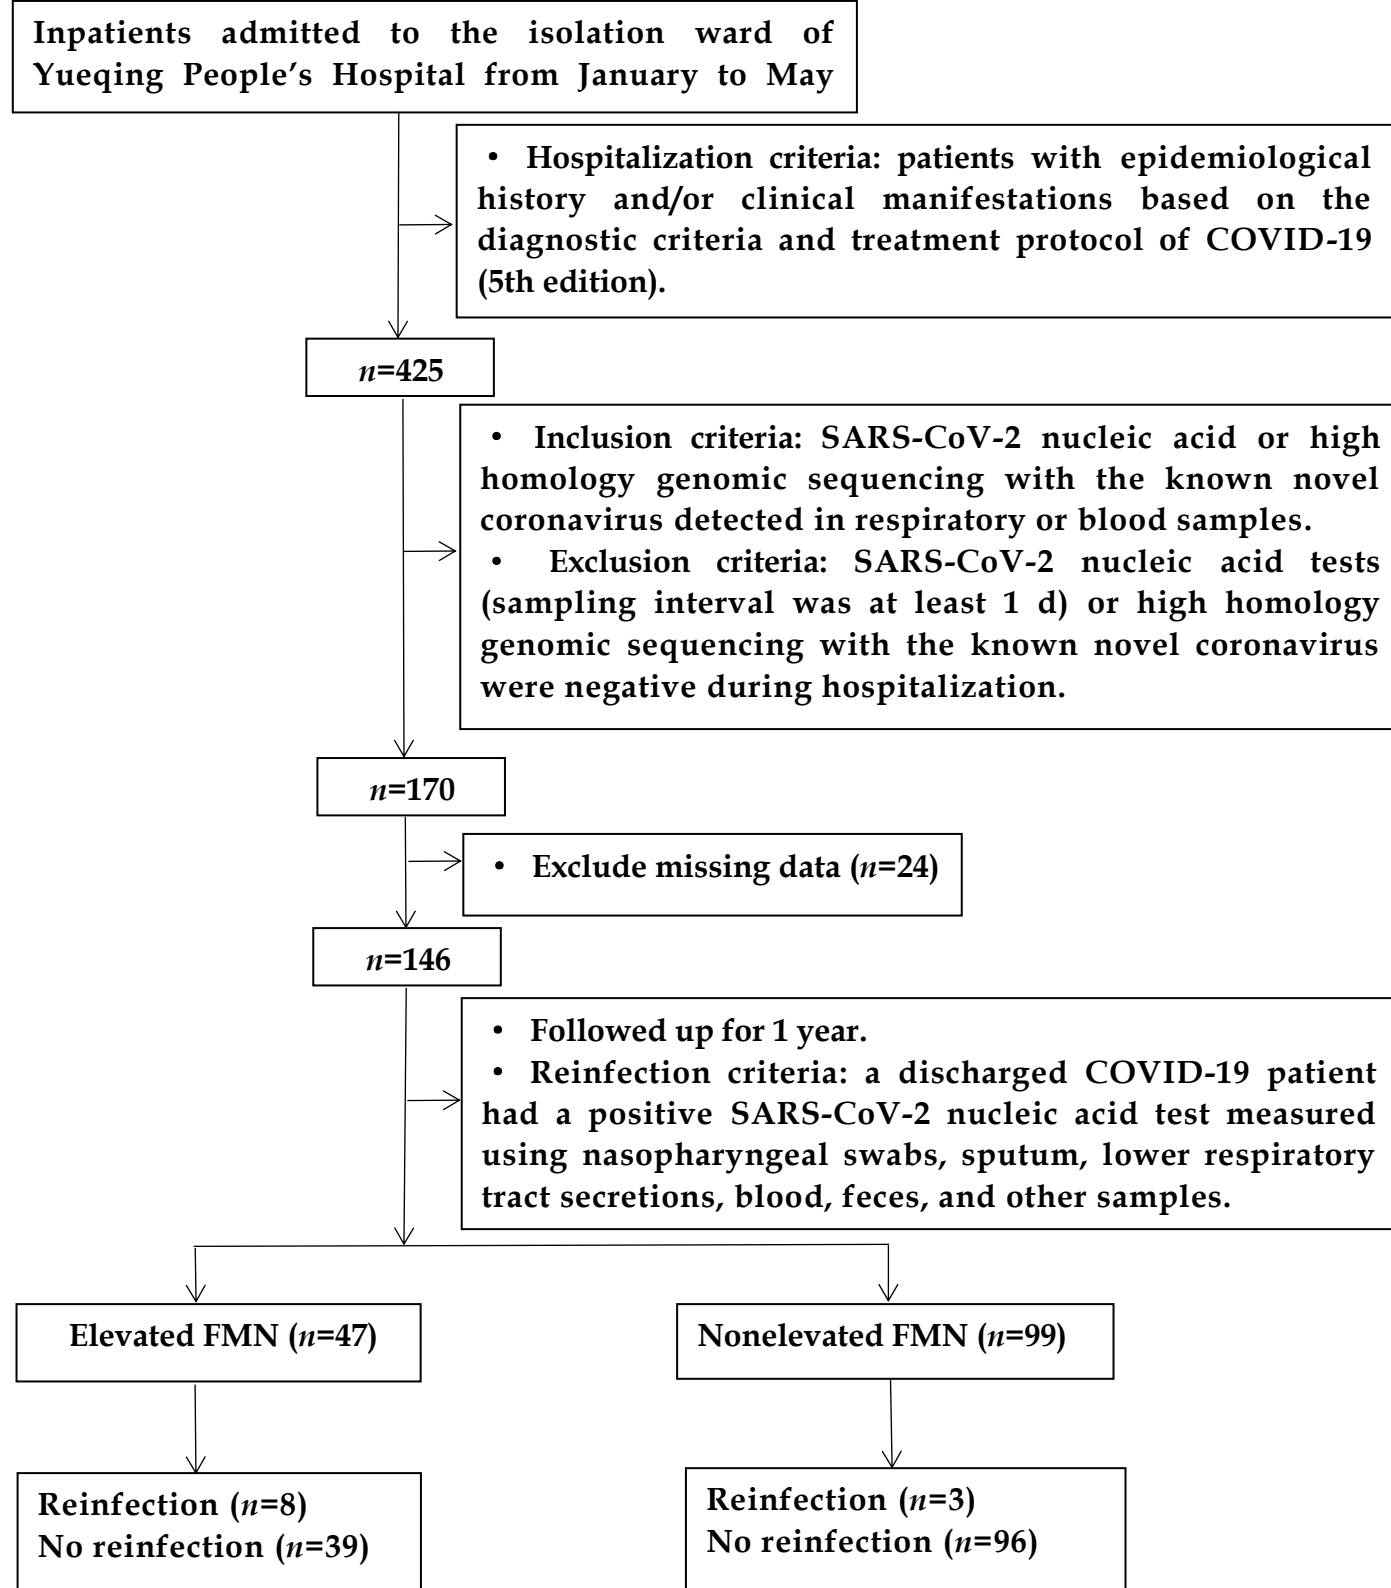 Inpatients admitted to the isolation ward of
Yueqing People’s Hospital from January to May
• Hospitalization criteria: patients with epidemiological
history and/or clinical manifestations based on the
diagnostic criteria and treatment protocol of COVID-19
(5th edition).
n=425
• Inclusion criteria: SARS-CoV-2 nucleic acid or high
homology genomic sequencing with the known novel
coronavirus detected in respiratory or blood samples.
• Exclusion criteria: SARS-CoV-2 nucleic acid tests
(sampling interval was at least 1 d) or high homology
genomic sequencing with the known novel coronavirus
were negative during hospitalization.
n=170
• Exclude missing data (n=24)
n=146
• Followed up for 1 year.
• Reinfection criteria: a discharged COVID-19 patient
had a positive SARS-CoV-2 nucleic acid test measured
using nasopharyngeal swabs, sputum, lower respiratory
tract secretions, blood, feces, and other samples.
Elevated FMN (n=47)
Nonelevated FMN (n=99)
Reinfection (n=8)
No reinfection (n=39)
Reinfection (n=3)
No reinfection (n=96)